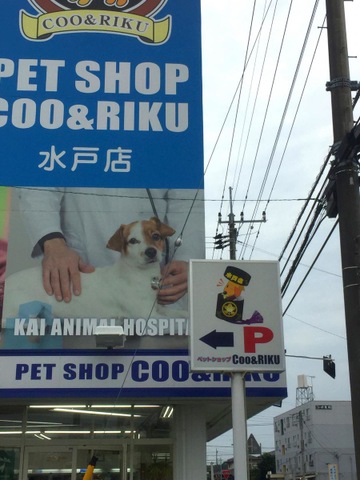 COO&RIKU
PET SHOP
COO&RIKU
水戸店
KAI ANIMAL HOSPITA
P
ペットショップ COO&RIKU
PET SHOP COO&RIKU